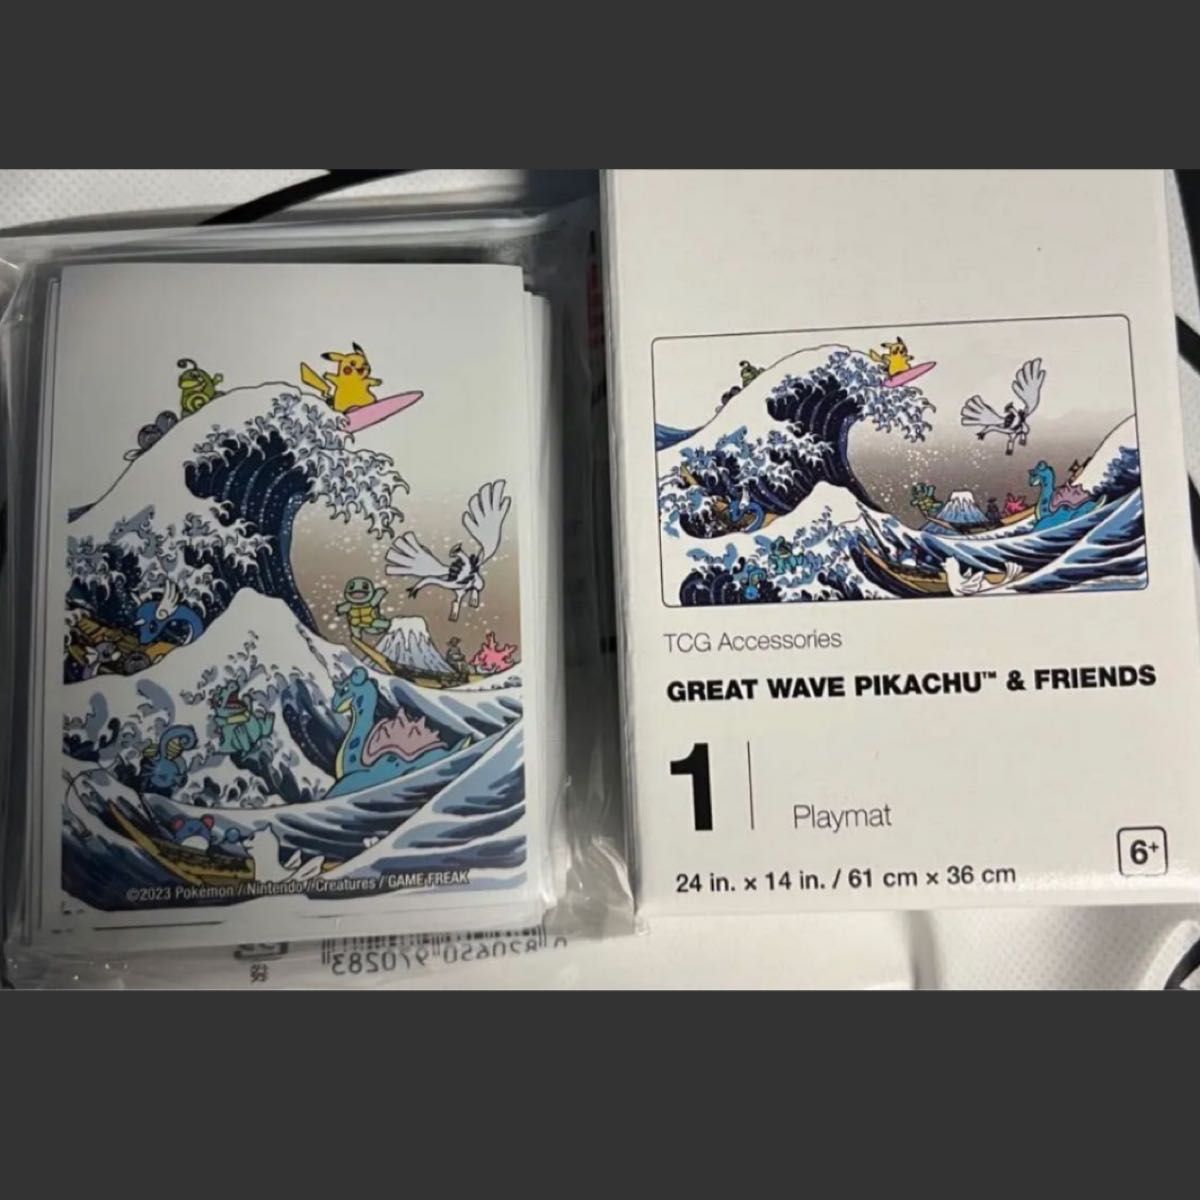 ©2023 Pokémon / Nintendo / Creatures / GAME FREAK
TCG Accessories
GREAT WAVE PIKACHU™ & FRIENDS
1 Playmat
24 in. x 14 in. / 61 cm x 36 cm
6+